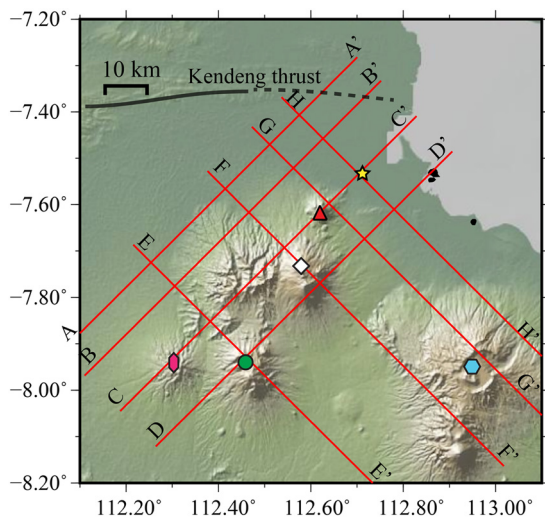 −7.20°
−7.40°
−7.60°
−7.80°
−8.00°
−8.20°
10 km
Kendeng thrust
A'
B'
H
C'
G
D'
F
E
A
B
C
D
H'
G'
F'
E'
112.20° 112.40° 112.60° 112.80° 113.00°